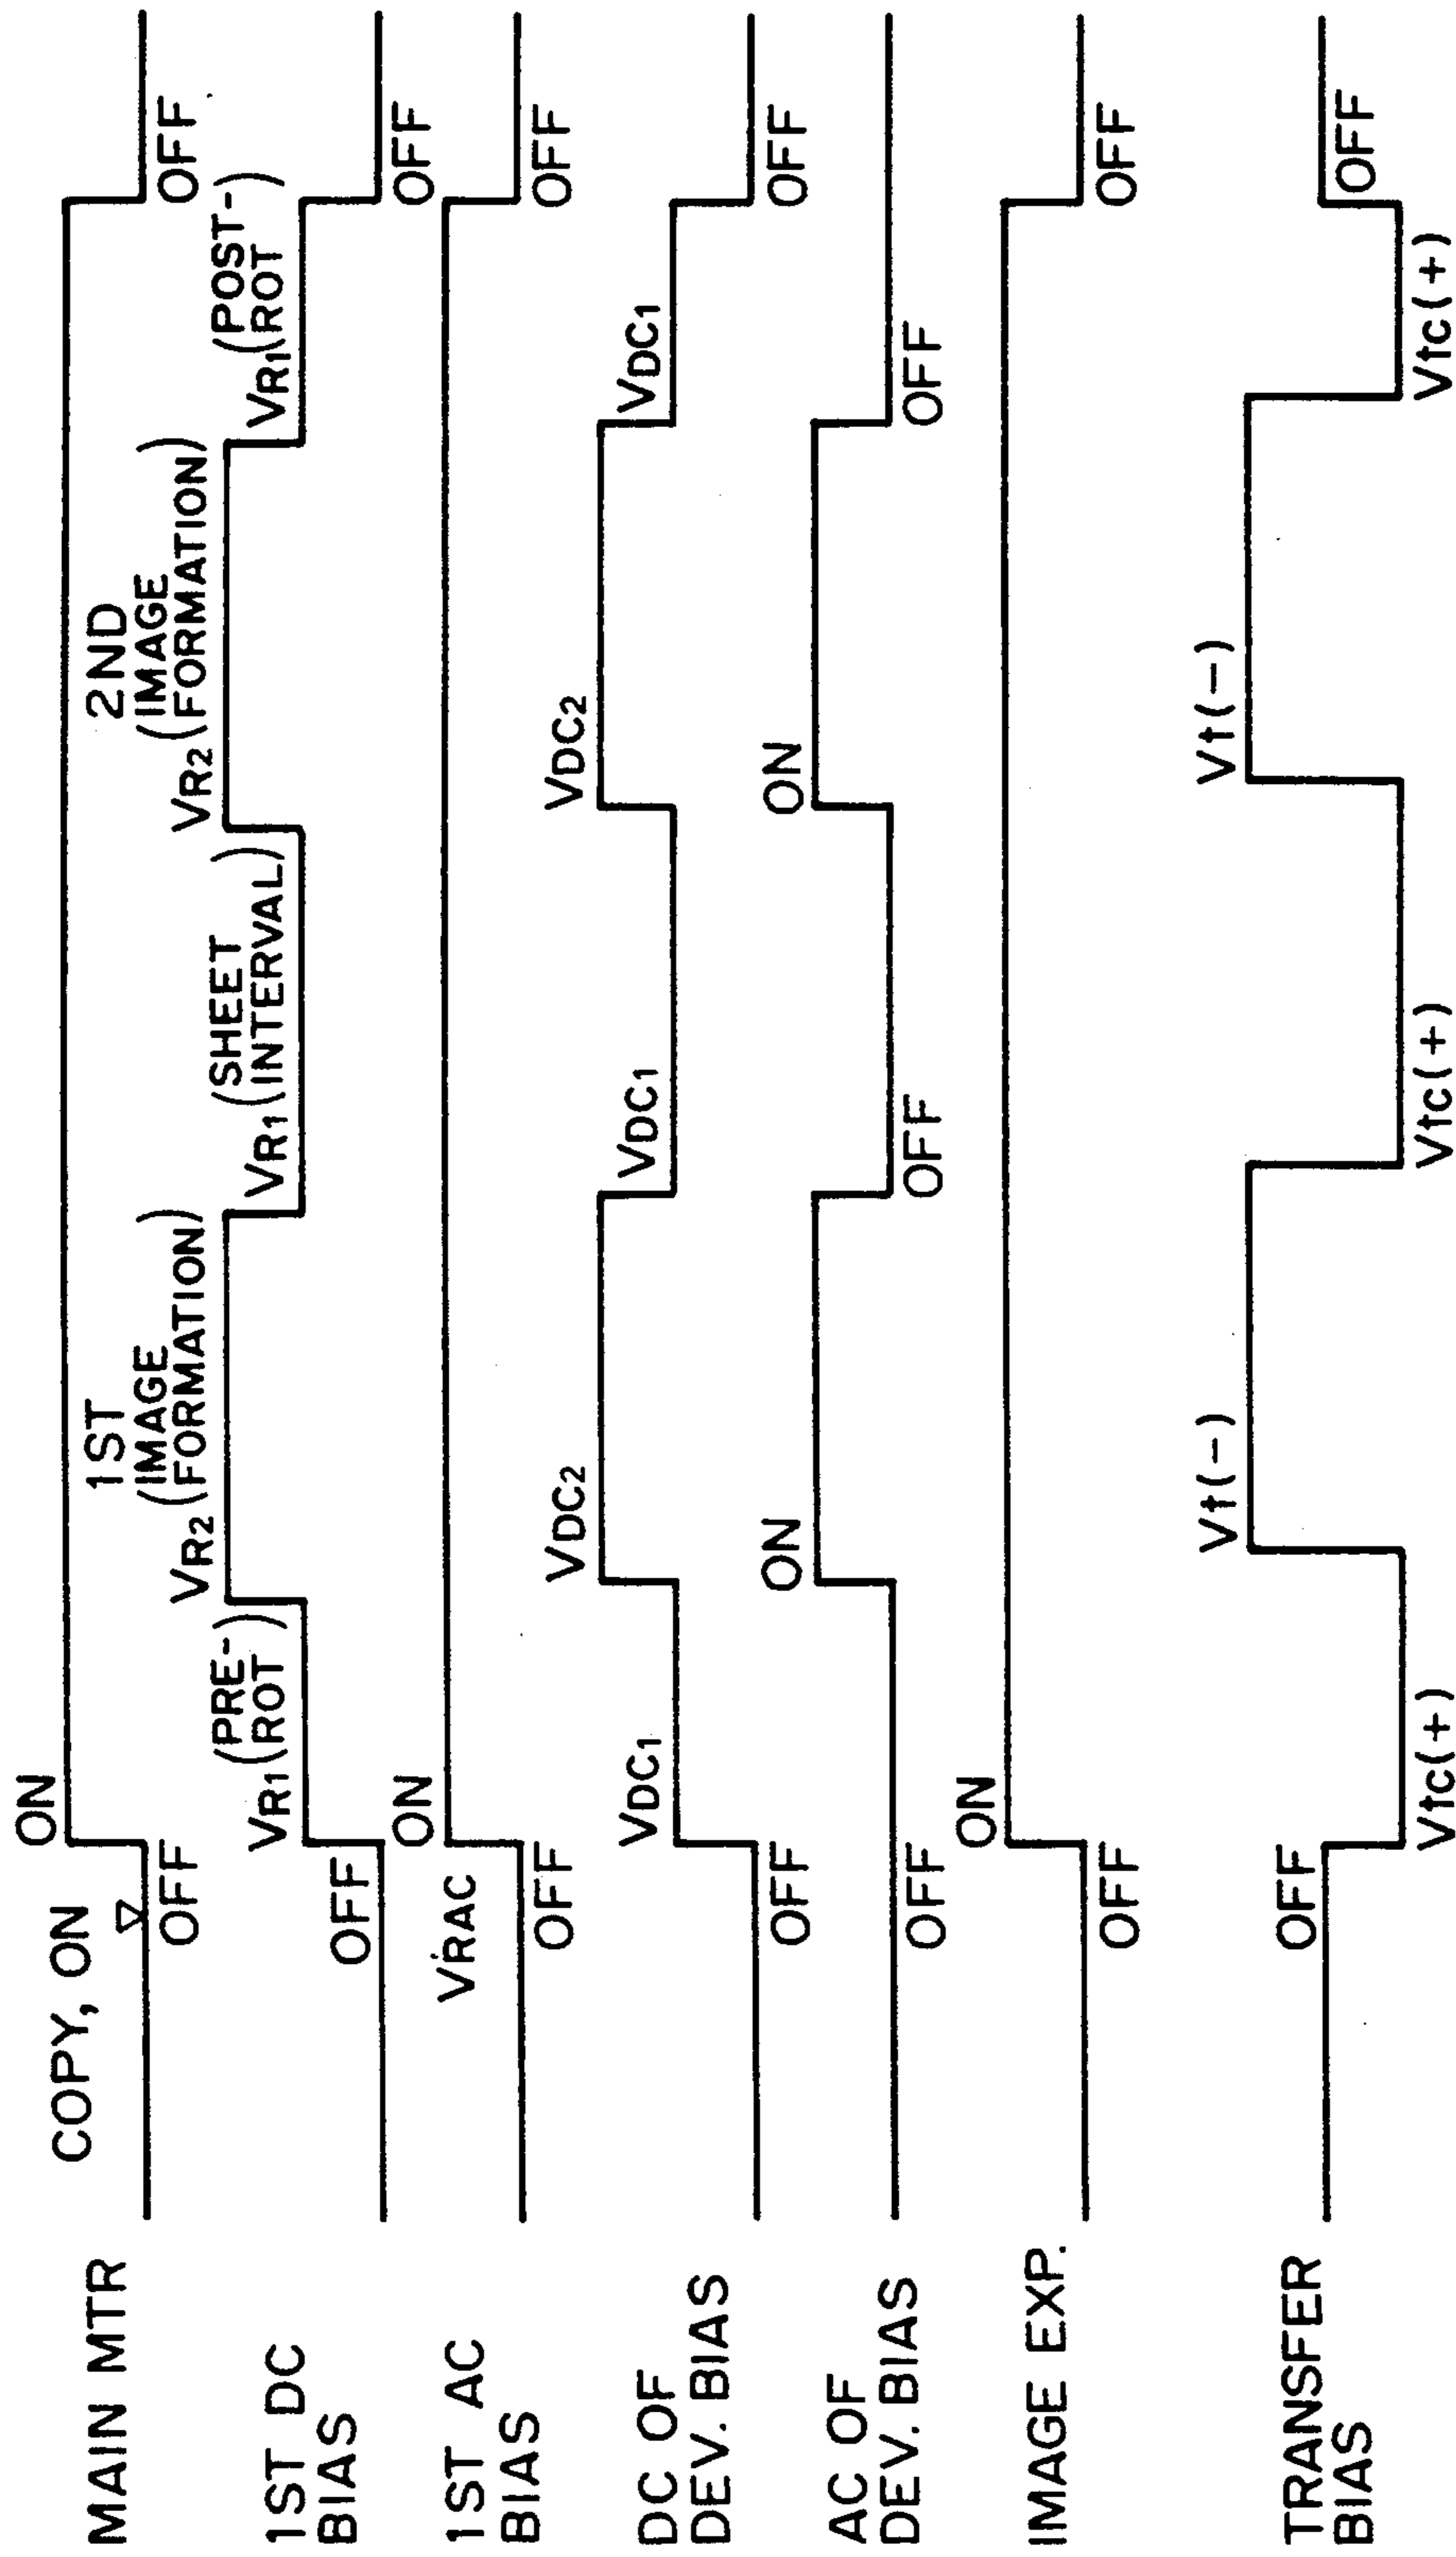 COPY, ON
MAIN MTR
OFF
ON
OFF
1ST DC
BIAS
OFF
VR1 (PRE-
ROT)
VR2
1ST
(IMAGE
FORMATION)
VR1 (SHEET
INTERVAL)
VR2
2ND
(IMAGE
FORMATION)
VR1 (POST-
ROT)
OFF
1ST AC
BIAS
VRAC
OFF
ON
OFF
DC OF
DEV. BIAS
OFF
VDC1
VDC2
VDC1
VDC2
VDC1
OFF
AC OF
DEV. BIAS
OFF
ON
OFF
ON
OFF
IMAGE EXP.
OFF
ON
OFF
TRANSFER
BIAS
OFF
Vtc(+)
Vt(-)
Vtc(+)
Vt(-)
Vtc(+)
OFF